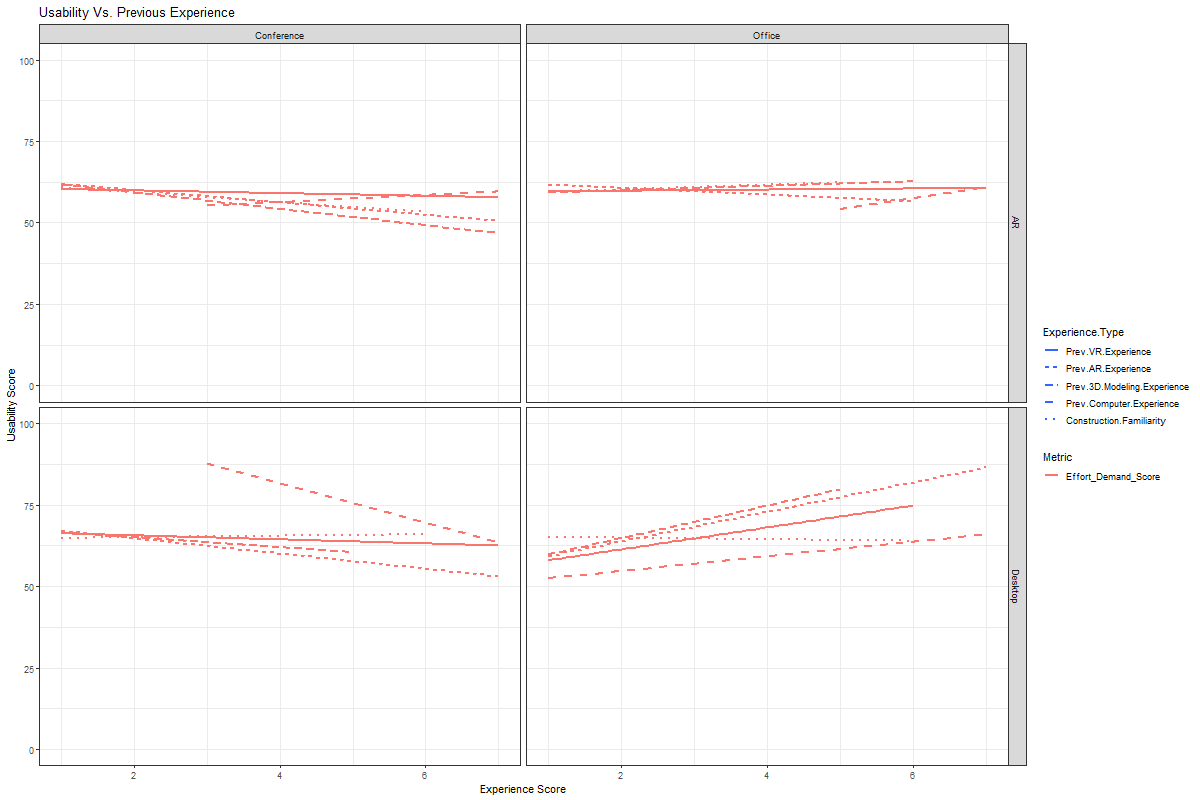 Usability Vs. Previous Experience
Conference
Office
100
75
50
25
0
AR
100
75
50
25
0
Desktop
Usability Score
2
4
6
2
4
6
Experience Score
Experience.Type
Prev.VR.Experience
Prev.AR.Experience
Prev.3D.Modeling.Experience
Prev.Computer.Experience
Construction.Familiarity
Metric
Effort_Demand_Score